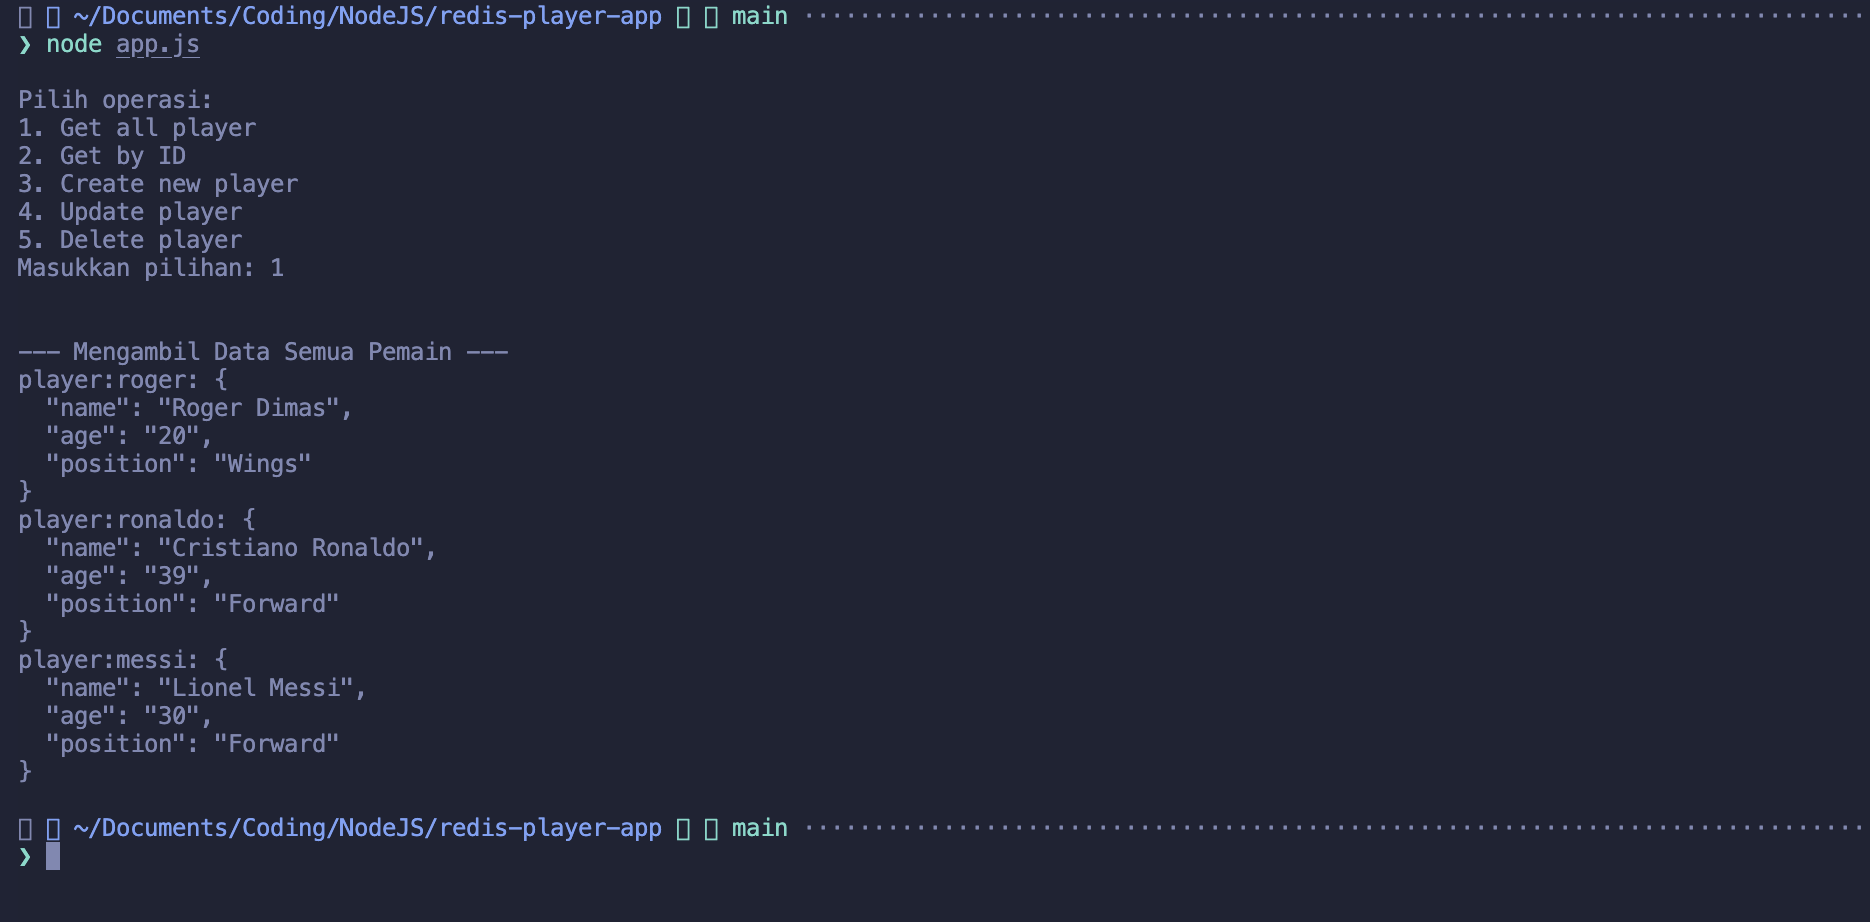 ~/Documents/Coding/NodeJS/redis-player-app main
❯ node app.js
Pilih operasi:
1. Get all player
2. Get by ID
3. Create new player
4. Update player
5. Delete player
Masukkan pilihan: 1
--- Mengambil Data Semua Pemain ---
player:roger: {
  "name": "Roger Dimas",
  "age": "20",
  "position": "Wings"
}
player:ronaldo: {
  "name": "Cristiano Ronaldo",
  "age": "39",
  "position": "Forward"
}
player:messi: {
  "name": "Lionel Messi",
  "age": "30",
  "position": "Forward"
}
~/Documents/Coding/NodeJS/redis-player-app main
❯